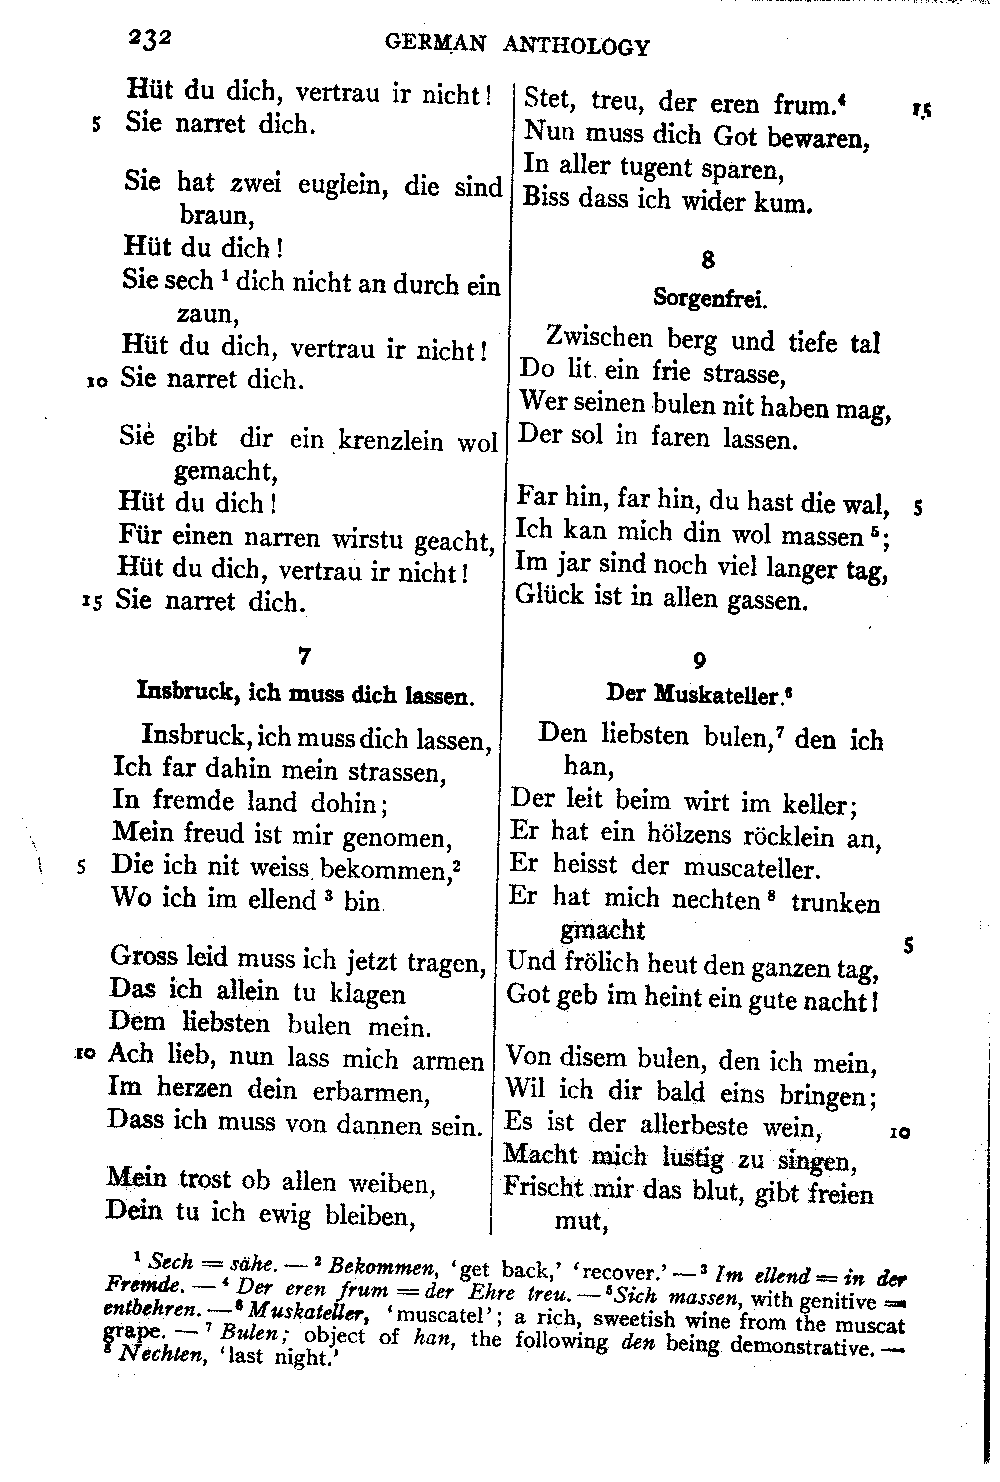 232
GERMAN ANTHOLOGY
Hüt du dich, vertrau ir nicht!
5 Sie narret dich.
Sie hat zwei euglein, die sind
braun,
Hüt du dich!
Sie sech ¹ dich nicht an durch ein
zaun,
Hüt du dich, vertrau ir nicht!
10 Sie narret dich.
Sie gibt dir ein krenzlein wol
gemacht,
Hüt du dich!
Für einen narren wirstu geacht,
Hüt du dich, vertrau ir nicht!
15 Sie narret dich.
7
Insbruck, ich muss dich lassen.
Insbruck, ich muss dich lassen,
Ich far dahin mein strassen,
In fremde land dohin;
Mein freud ist mir genomen,
5 Die ich nit weiss bekommen,²
Wo ich im ellend ³ bin.
Gross leid muss ich jetzt tragen,
Das ich allein tu klagen
Dem liebsten bulen mein.
10 Ach lieb, nun lass mich armen
Im herzen dein erbarmen,
Dass ich muss von dannen sein.
Mein trost ob allen weiben,
Dein tu ich ewig bleiben,
Stet, treu, der eren frum.⁴ 15
Nun muss dich Got bewaren,
In aller tugent sparen,
Biss dass ich wider kum.
8
Sorgenfrei.
Zwischen berg und tiefe tal
Do lit ein frie strasse,
Wer seinen bulen nit haben mag,
Der sol in faren lassen.
Far hin, far hin, du hast die wal, 5
Ich kan mich din wol massen ⁵;
Im jar sind noch viel langer tag,
Glück ist in allen gassen.
9
Der Muskateller.⁶
Den liebsten bulen,⁷ den ich
han,
Der leit beim wirt im keller;
Er hat ein hölzens röcklein an,
Er heisst der muscateller.
Er hat mich nechten ⁸ trunken
gmacht 5
Und frölich heut den ganzen tag,
Got geb im heint ein gute nacht!
Von disem bulen, den ich mein,
Wil ich dir bald eins bringen;
Es ist der allerbeste wein, 10
Macht mich lustig zu singen,
Frischt mir das blut, gibt freien
mut,
¹ Sech = sähe. — ² Bekommen, ‘get back,’ ‘recover.’ — ³ Im ellend = in der
Fremde. — ⁴ Der eren frum = der Ehre treu. — ⁵ Sich massen, with genitive =
entbehren. — ⁶ Muskateller, ‘muscatel’; a rich, sweetish wine from the muscat
grape. — ⁷ Bulen; object of han, the following den being demonstrative. —
⁸ Nechten, ‘last night.’